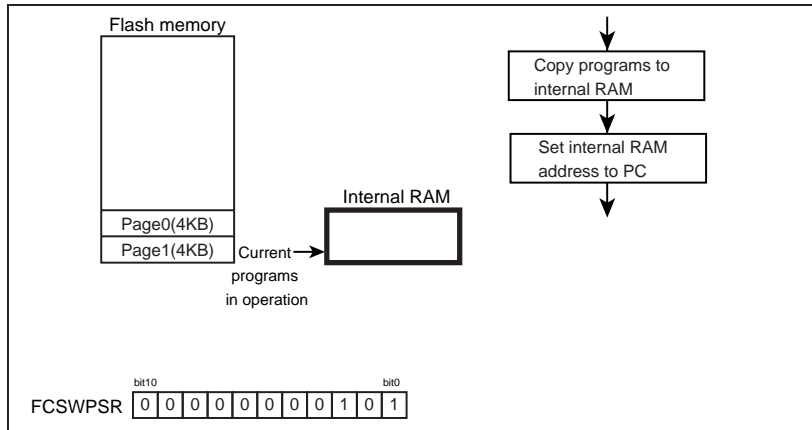 Flash memory
Page0(4KB)
Page1(4KB)
Current
programs
in operation
Internal RAM
Copy programs to
internal RAM
Set internal RAM
address to PC
bit10 bit0
FCSWPSR 0 0 0 0 0 0 0 0 1 0 1